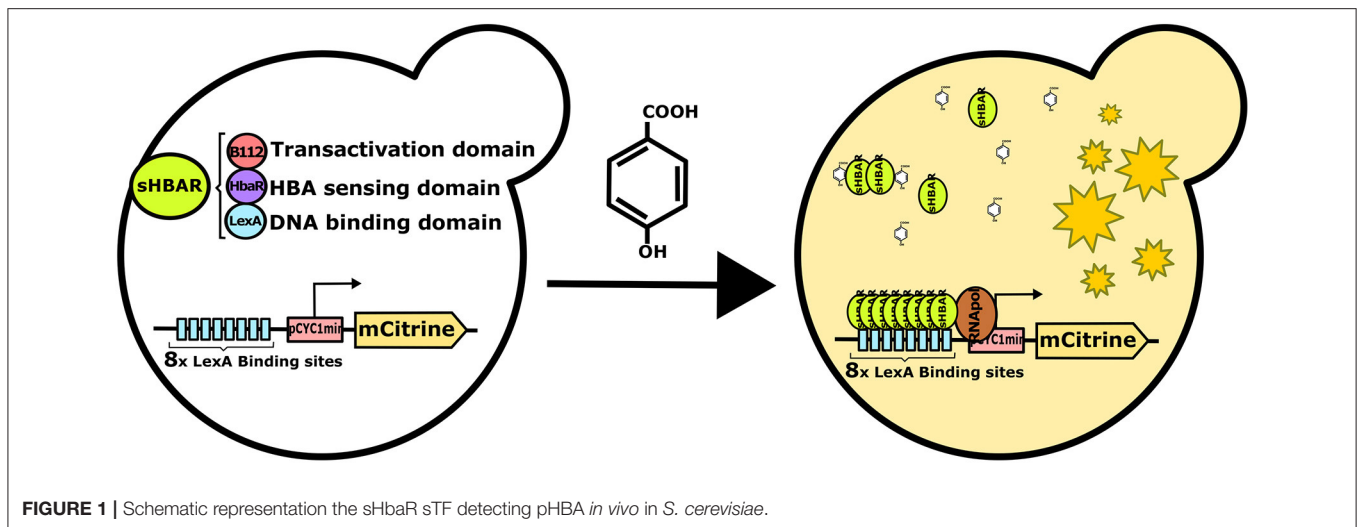 B112 Transactivation domain
sHBAR
HbaR HBA sensing domain
LexA DNA binding domain
pCYC1min
mCitrine
8x LexA Binding sites
COOH
OH
sHBAR
sHBAR
sHBAR
sHBAR
sHBAR
RNApol
mCitrine
8x LexA Binding sites
FIGURE 1 | Schematic representation the sHbaR sTF detecting pHBA in vivo in S. cerevisiae.